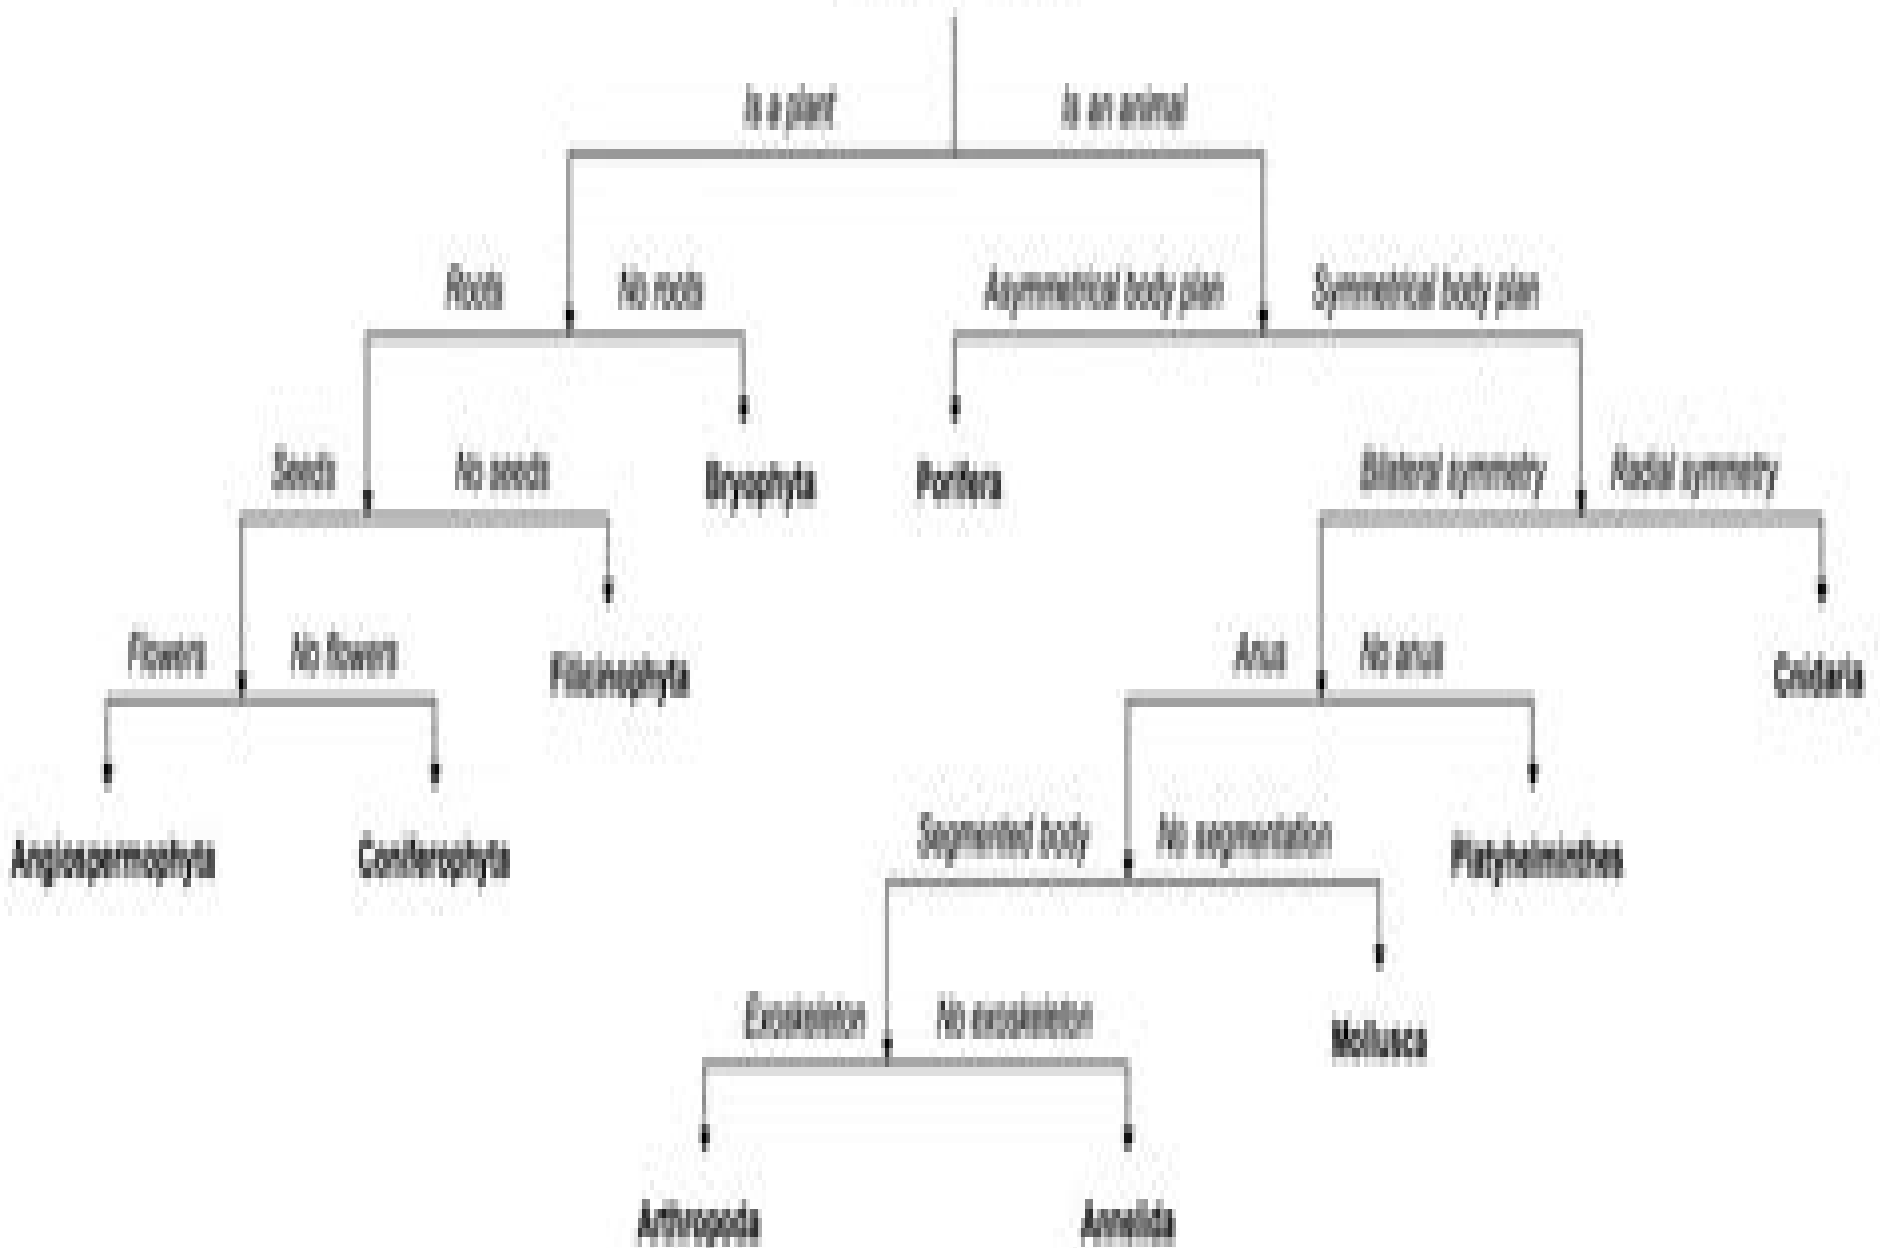 Is a plant
Is an animal
Roots
No roots
Asymmetrical body plan
Symmetrical body plan
Seeds
No seeds
Bryophyta
Porifera
Bilateral symmetry
Radial symmetry
Flowers
No flowers
Filicinophyta
Anus
No anus
Cnidaria
Angiospermophyta
Coniferophyta
Segmented body
No segmentation
Platyhelminthes
Exoskeleton
No exoskeleton
Mollusca
Arthropoda
Annelida